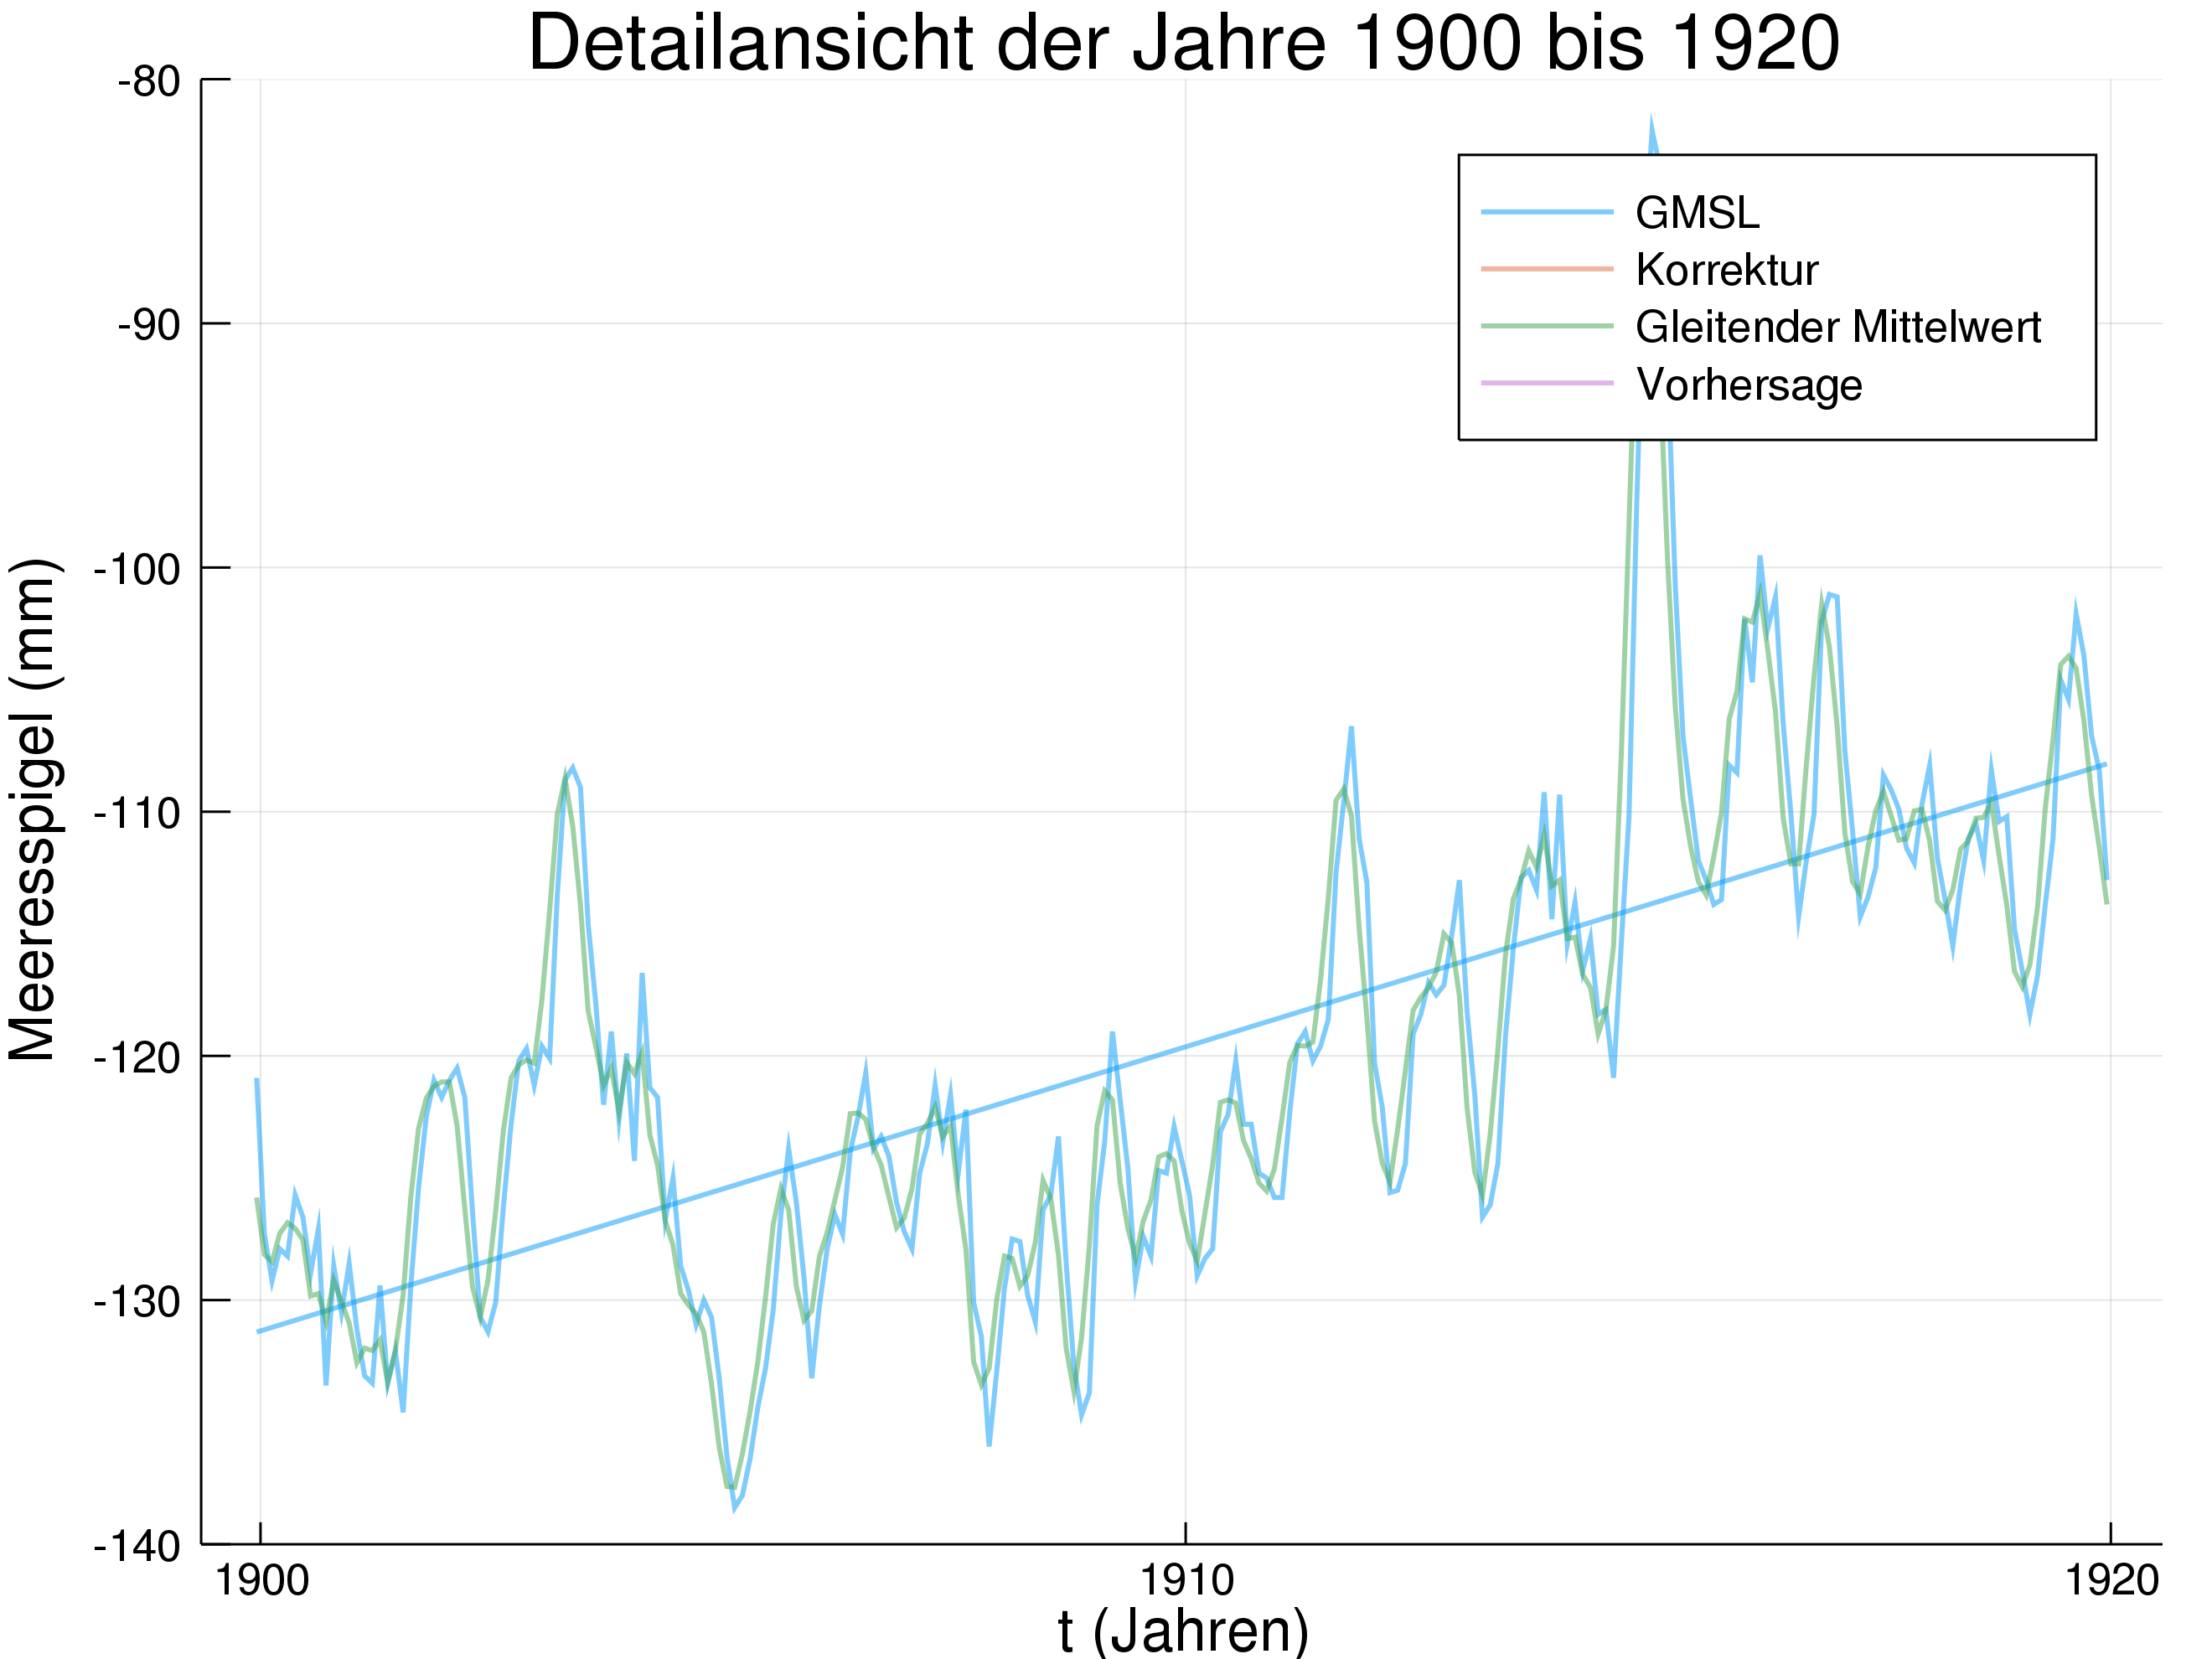 Detailansicht der Jahre 1900 bis 1920
-80
-90
-100
-110
-120
-130
-140
Meeresspigel (mm)
GMSL
Korrektur
Gleitender Mittelwert
Vorhersage
1900 1910 1920
t (Jahren)